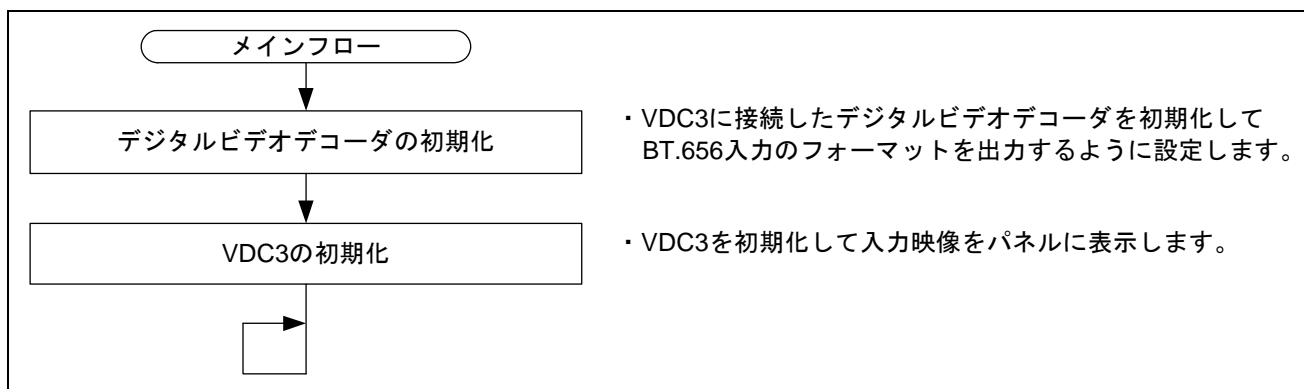 メインフロー
デジタルビデオデコーダの初期化
・VDC3に接続したデジタルビデオデコーダを初期化して
BT.656入力のフォーマットを出力するように設定します。
VDC3の初期化
・VDC3を初期化して入力映像をパネルに表示します。